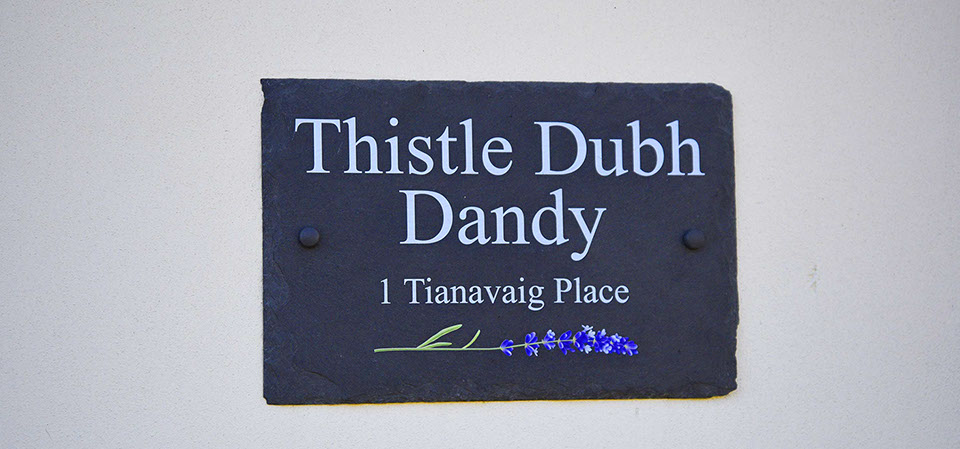 Thistle Dubh
Dandy
1 Tianavaig Place